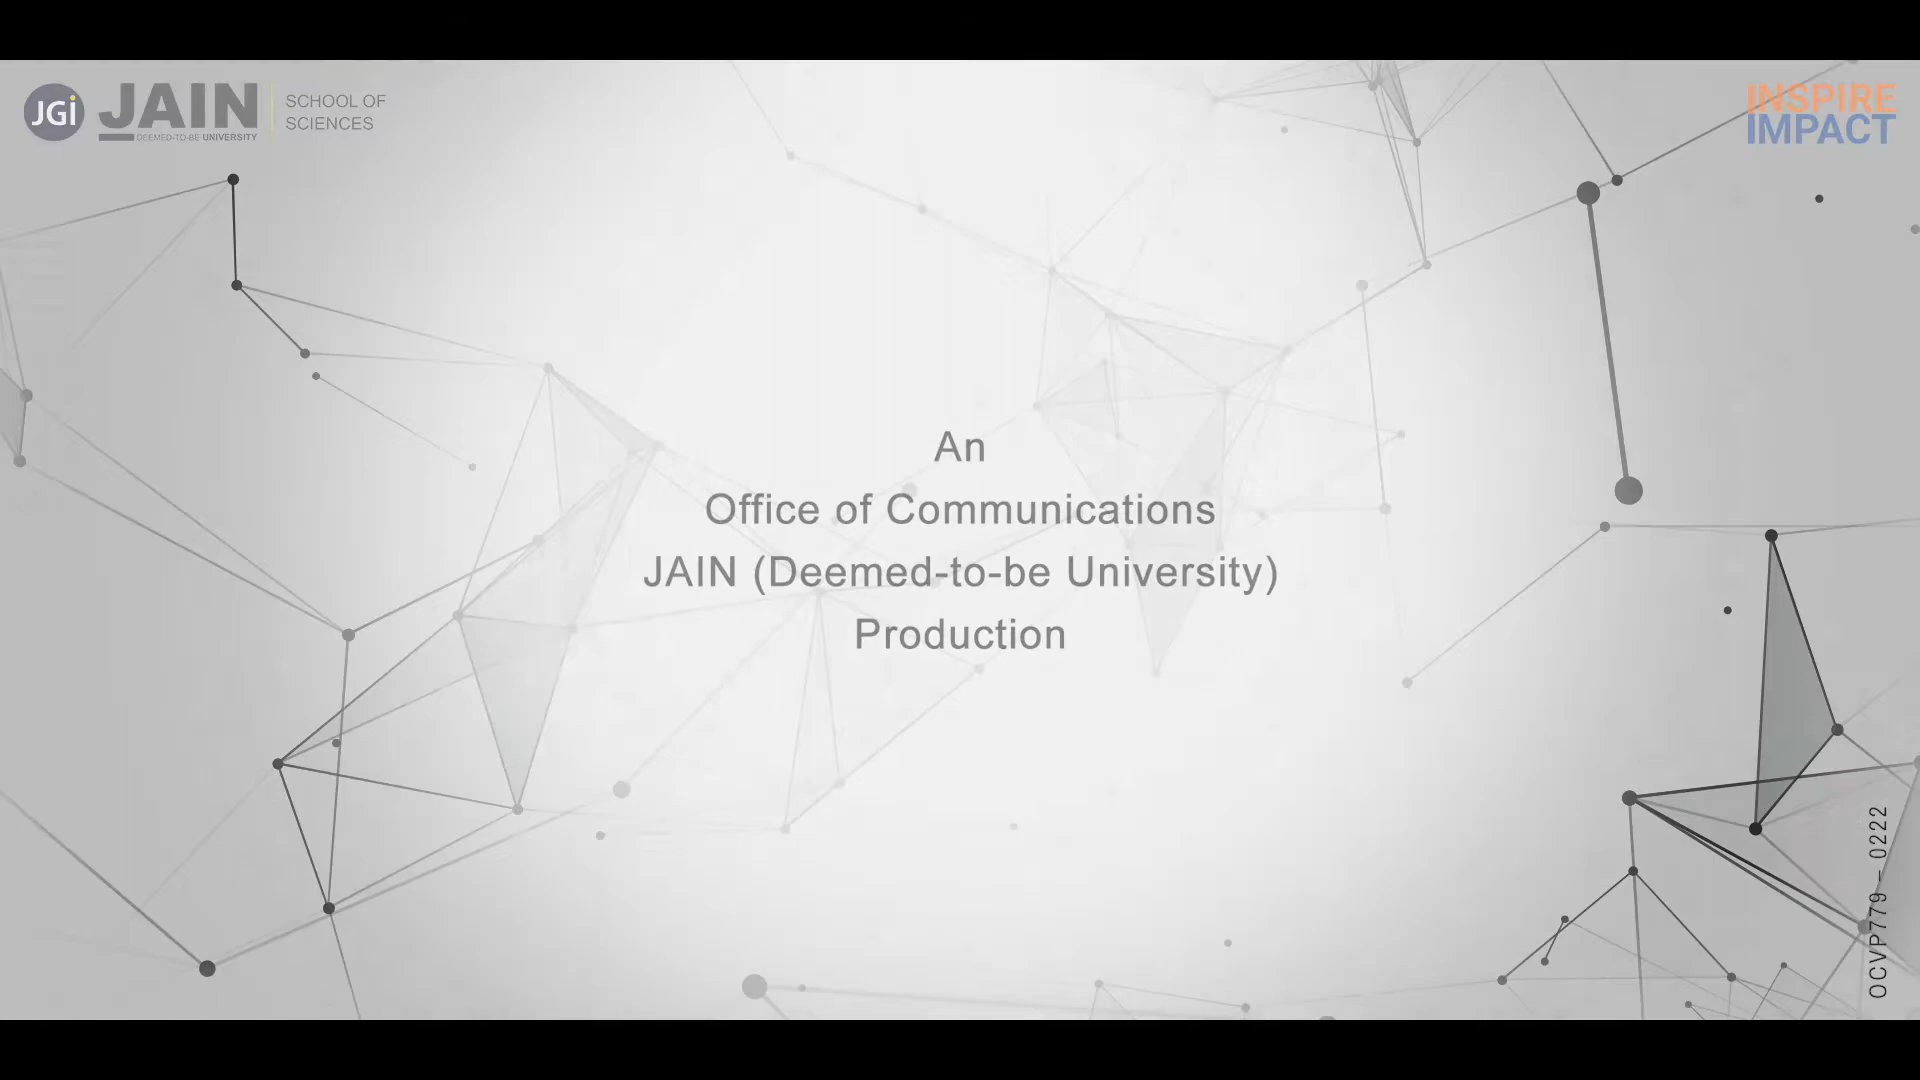 JGi JAIN
DEEMED-TO-BE UNIVERSITY
SCHOOL OF
SCIENCES
INSPIRE
IMPACT
An
Office of Communications
JAIN (Deemed-to-be University)
Production
OCVP779 – 0222